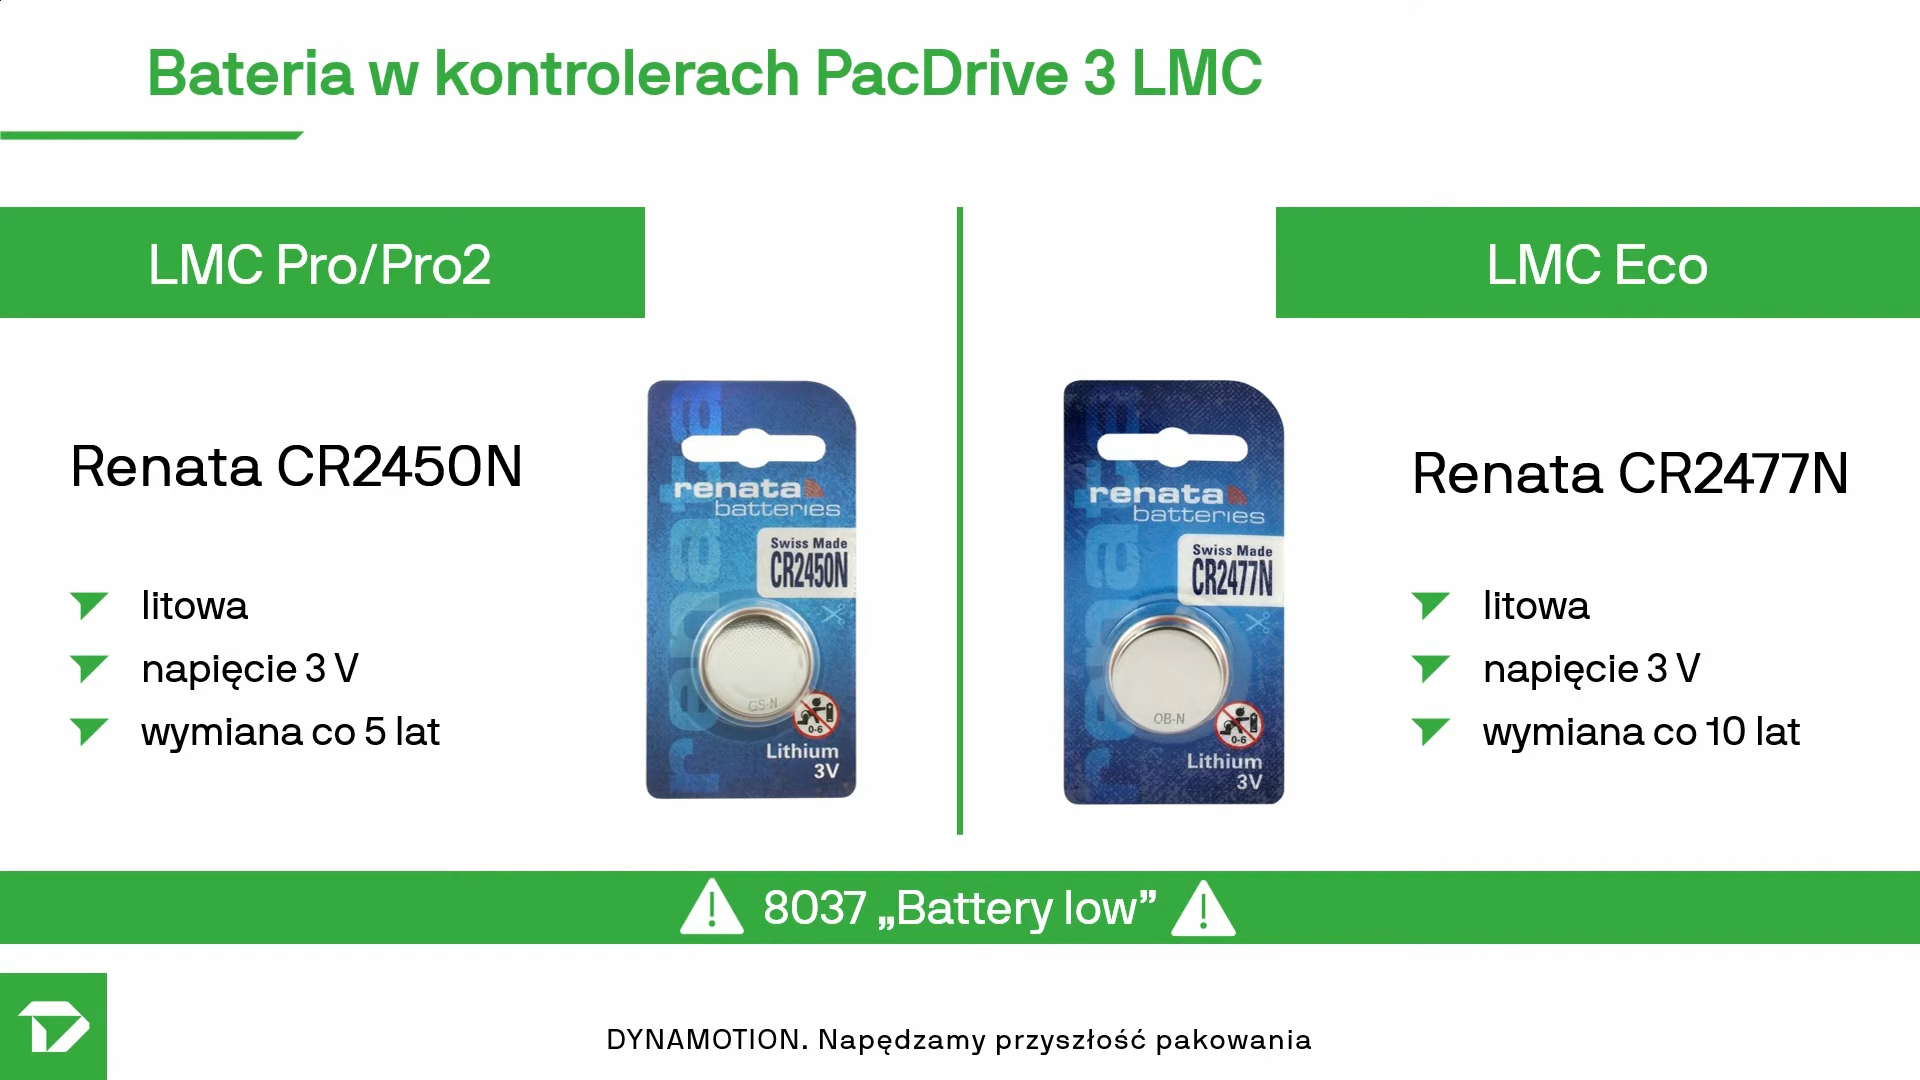 Bateria w kontrolerach PacDrive 3 LMC
LMC Pro/Pro2
Renata CR2450N
litowa
napięcie 3 V
wymiana co 5 lat
renata
renata
batteries
Swiss Made
CR2450N
GS-N
0-6
Lithium
3V
LMC Eco
renata
renata
batteries
Swiss Made
CR2477N
OB-N
0-6
Lithium
3V
Renata CR2477N
litowa
napięcie 3 V
wymiana co 10 lat
8037 „Battery low”
DYNAMOTION. Napędzamy przyszłość pakowania